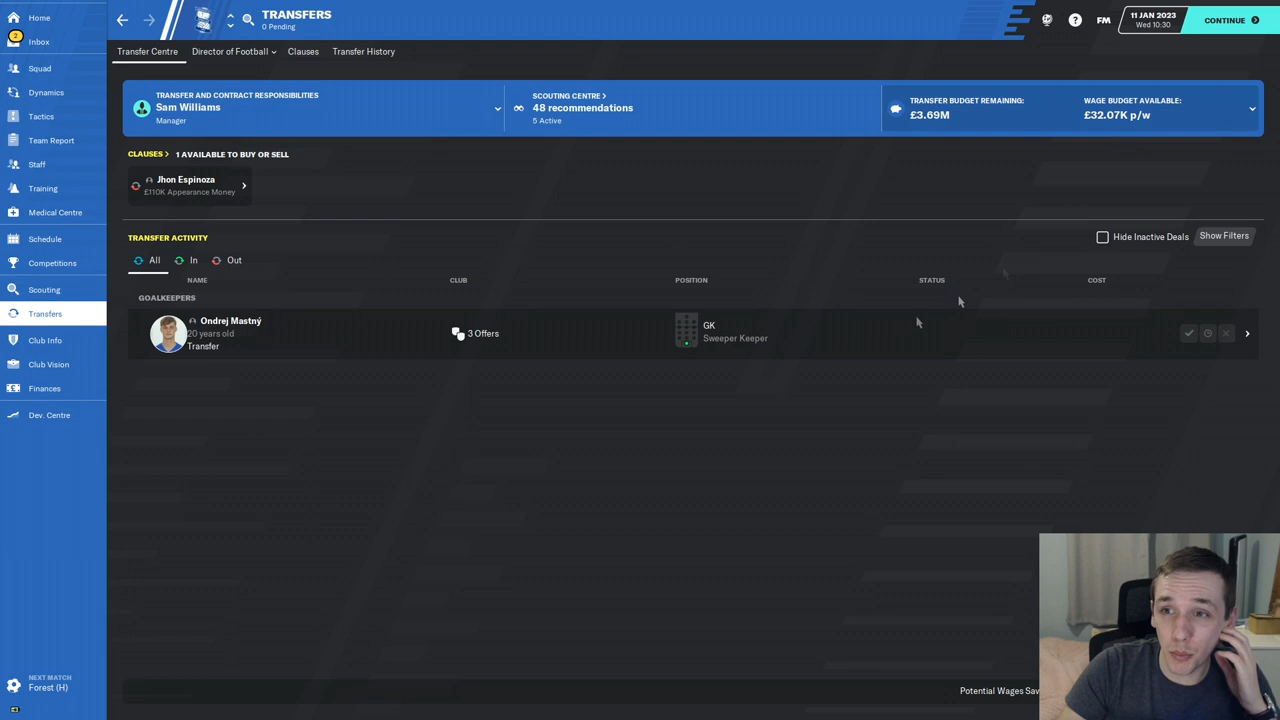 Home
2
Inbox
Squad
Dynamics
Tactics
Team Report
Staff
Training
Medical Centre
Schedule
Competitions
Scouting
Transfers
Club Info
Club Vision
Finances
Dev. Centre
NEXT MATCH
Forest (H)
TRANSFERS
0 Pending
?
FM
11 JAN 2023
Wed 10:30
CONTINUE
Transfer Centre
Director of Football
Clauses
Transfer History
TRANSFER AND CONTRACT RESPONSIBILITIES
Sam Williams
Manager
SCOUTING CENTRE >
48 recommendations
5 Active
TRANSFER BUDGET REMAINING:
£3.69M
WAGE BUDGET AVAILABLE:
£32.07K p/w
CLAUSES > 1 AVAILABLE TO BUY OR SELL
Jhon Espinoza
£110K Appearance Money
TRANSFER ACTIVITY
Hide Inactive Deals
Show Filters
All
In
Out
NAME
CLUB
POSITION
STATUS
COST
GOALKEEPERS
Ondrej Mastný
20 years old
Transfer
3 Offers
GK
Sweeper Keeper
Potential Wages Sav